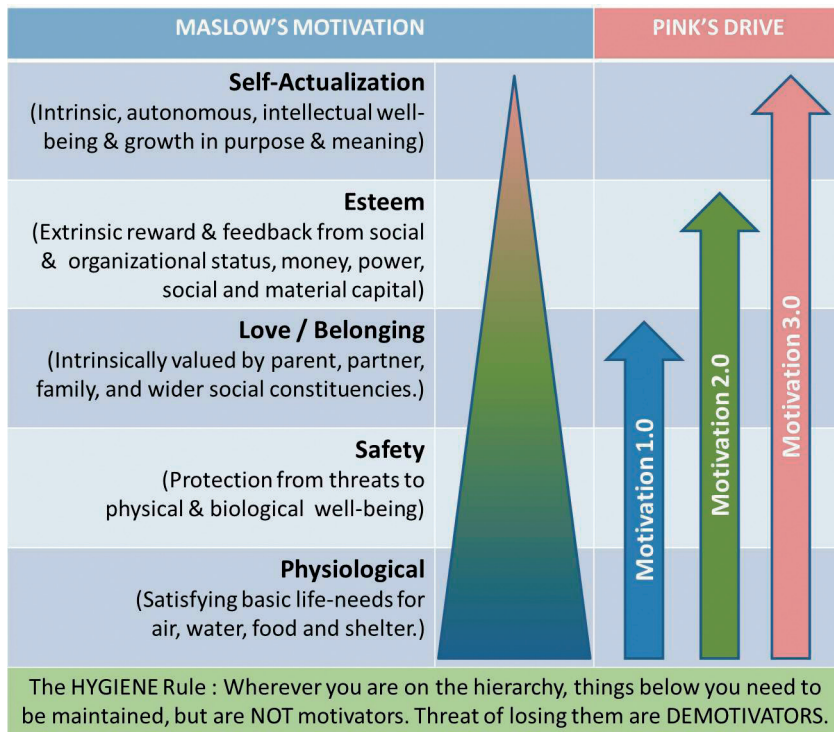 MASLOW'S MOTIVATION
PINK'S DRIVE
Self-Actualization
(Intrinsic, autonomous, intellectual well-
being & growth in purpose & meaning)
Esteem
(Extrinsic reward & feedback from social
& organizational status, money, power,
social and material capital)
Love / Belonging
(Intrinsically valued by parent, partner,
family, and wider social constituencies.)
Safety
(Protection from threats to
physical & biological well-being)
Physiological
(Satisfying basic life-needs for
air, water, food and shelter.)
Motivation 1.0
Motivation 2.0
Motivation 3.0
The HYGIENE Rule : Wherever you are on the hierarchy, things below you need to
be maintained, but are NOT motivators. Threat of losing them are DEMOTIVATORS.